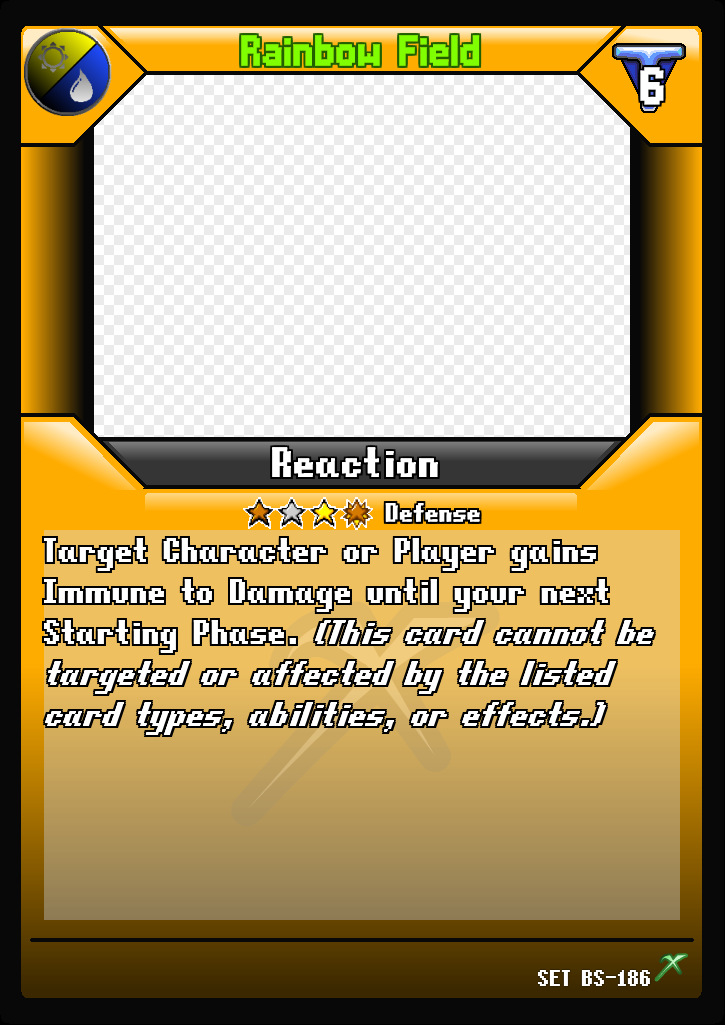 Rainbow Field
6
Reaction
Defense
Target Character or Player gains
Immune to Damage until your next
Starting Phase. (This card cannot be
targeted or affected by the listed
card types, abilities, or effects.)
SET BS-186